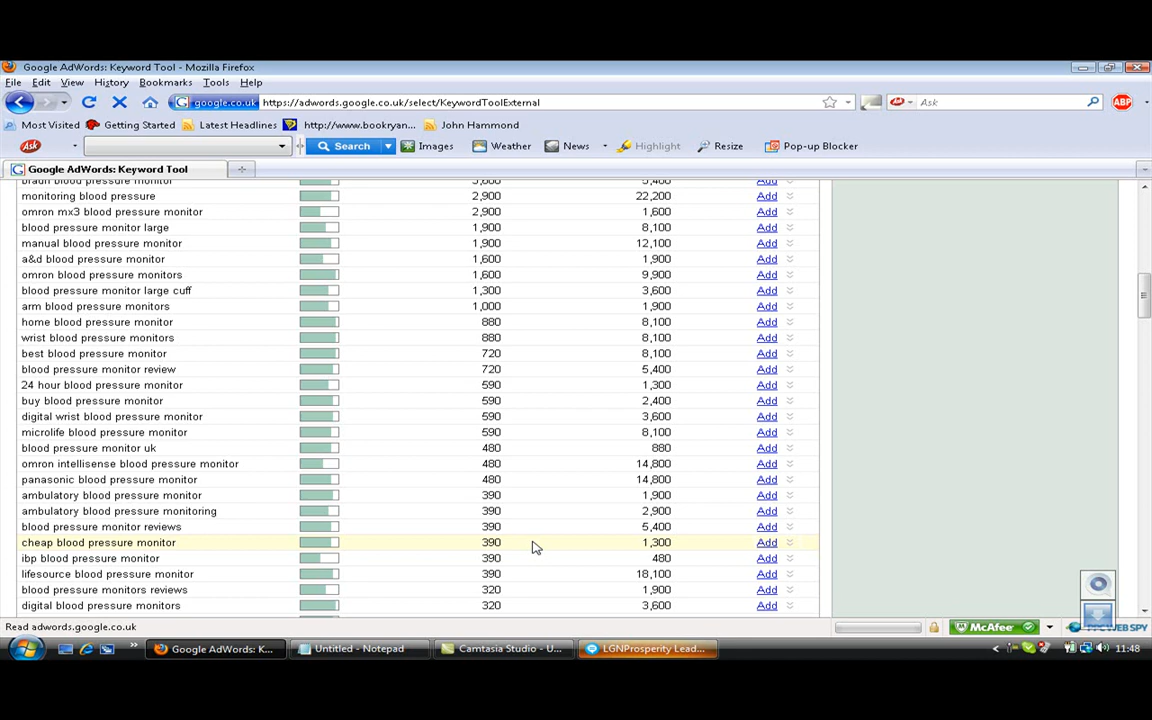 Google AdWords: Keyword Tool - Mozilla Firefox
File Edit View History Bookmarks Tools Help
google.co.uk https://adwords.google.co.uk/select/KeywordToolExternal Ask ABP
Most Visited Getting Started Latest Headlines http://www.bookryan... John Hammond
Ask Search Images Weather News Highlight Resize Pop-up Blocker
Google AdWords: Keyword Tool
braun blood pressure monitor 3,600 5,400 Add
monitoring blood pressure 2,900 22,200 Add
omron mx3 blood pressure monitor 2,900 1,600 Add
blood pressure monitor large 1,900 8,100 Add
manual blood pressure monitor 1,900 12,100 Add
a&d blood pressure monitor 1,600 1,900 Add
omron blood pressure monitors 1,600 9,900 Add
blood pressure monitor large cuff 1,300 3,600 Add
arm blood pressure monitors 1,000 1,900 Add
home blood pressure monitor 880 8,100 Add
wrist blood pressure monitors 880 8,100 Add
best blood pressure monitor 720 8,100 Add
blood pressure monitor review 720 5,400 Add
24 hour blood pressure monitor 590 1,300 Add
buy blood pressure monitor 590 2,400 Add
digital wrist blood pressure monitor 590 3,600 Add
microlife blood pressure monitor 590 8,100 Add
blood pressure monitor uk 480 880 Add
omron intellisense blood pressure monitor 480 14,800 Add
panasonic blood pressure monitor 480 14,800 Add
ambulatory blood pressure monitor 390 1,900 Add
ambulatory blood pressure monitoring 390 2,900 Add
blood pressure monitor reviews 390 5,400 Add
cheap blood pressure monitor 390 1,300 Add
ibp blood pressure monitor 390 480 Add
lifesource blood pressure monitor 390 18,100 Add
blood pressure monitors reviews 320 1,900 Add
digital blood pressure monitors 320 3,600 Add
Read adwords.google.co.uk McAfee PPC WEB SPY
Google AdWords: K... Untitled - Notepad Camtasia Studio - U... LGNProsperity Lead... 11:48